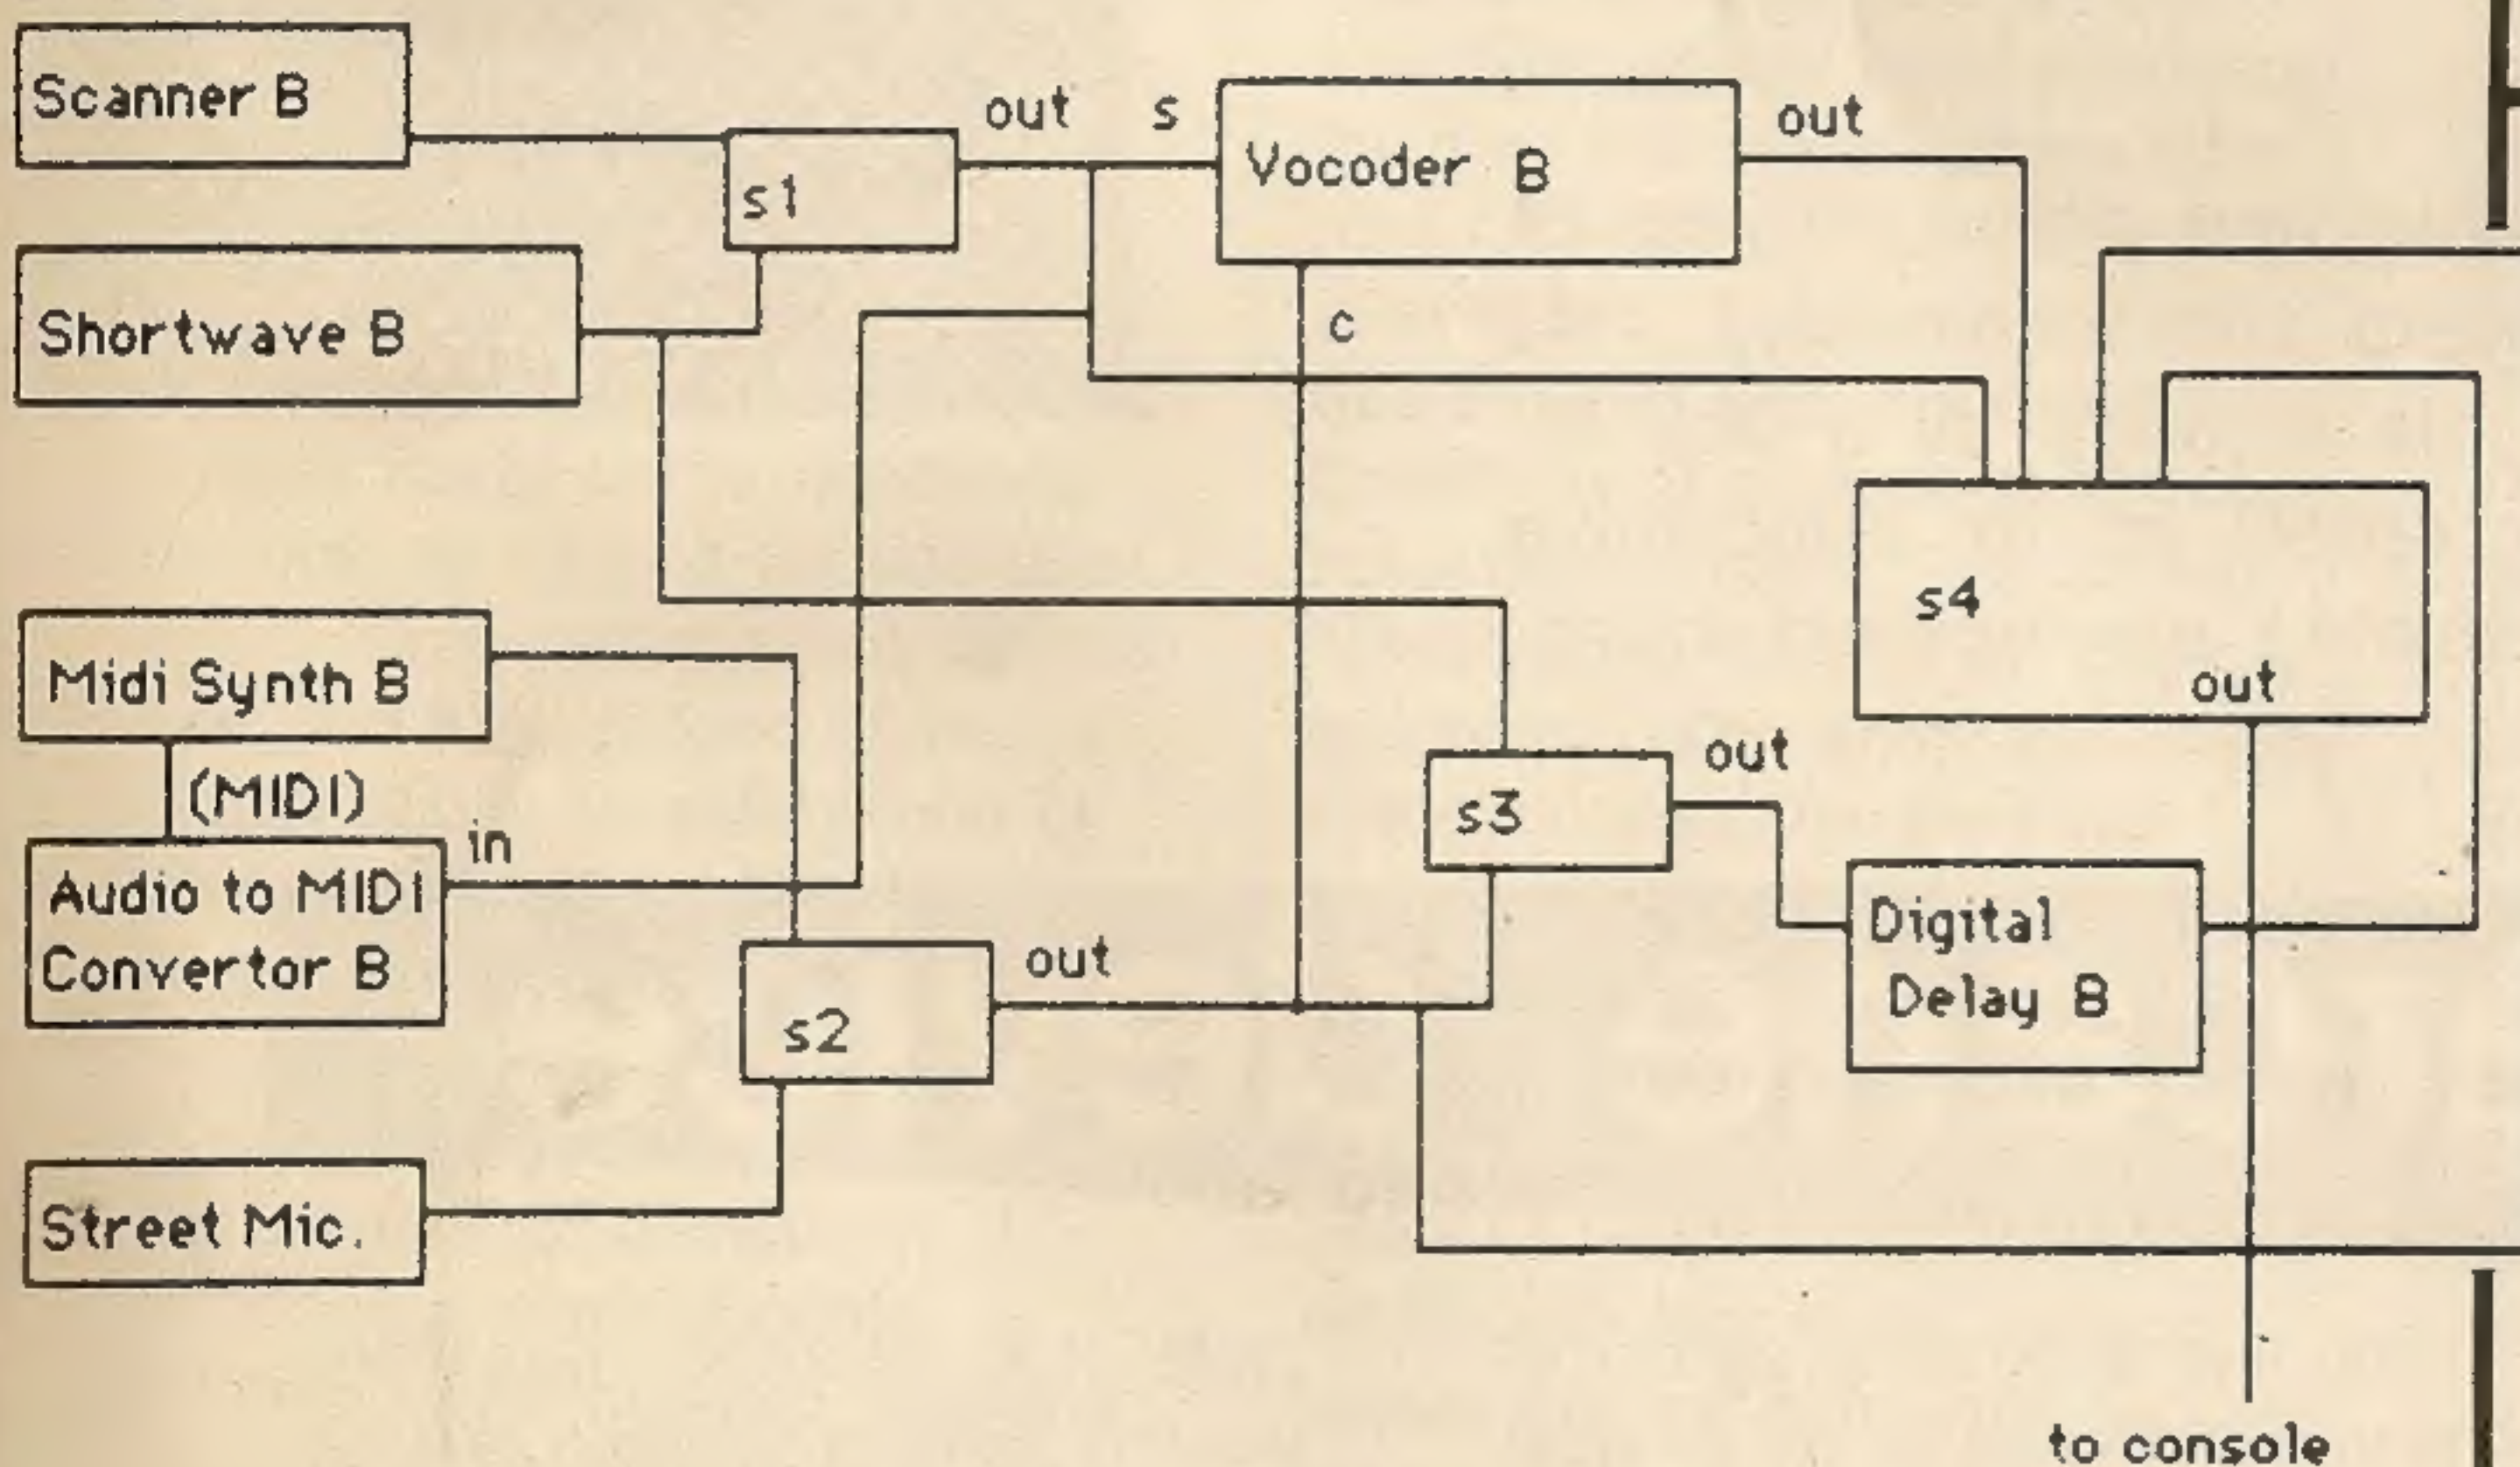 Scanner B
out
s
Vocoder B
out
s1
Shortwave B
c
s4
Midi Synth B
out
(MIDI)
out
s3
in
Audio to MIDI
Convertor B
Digital
Delay B
out
s2
Street Mic.
to console